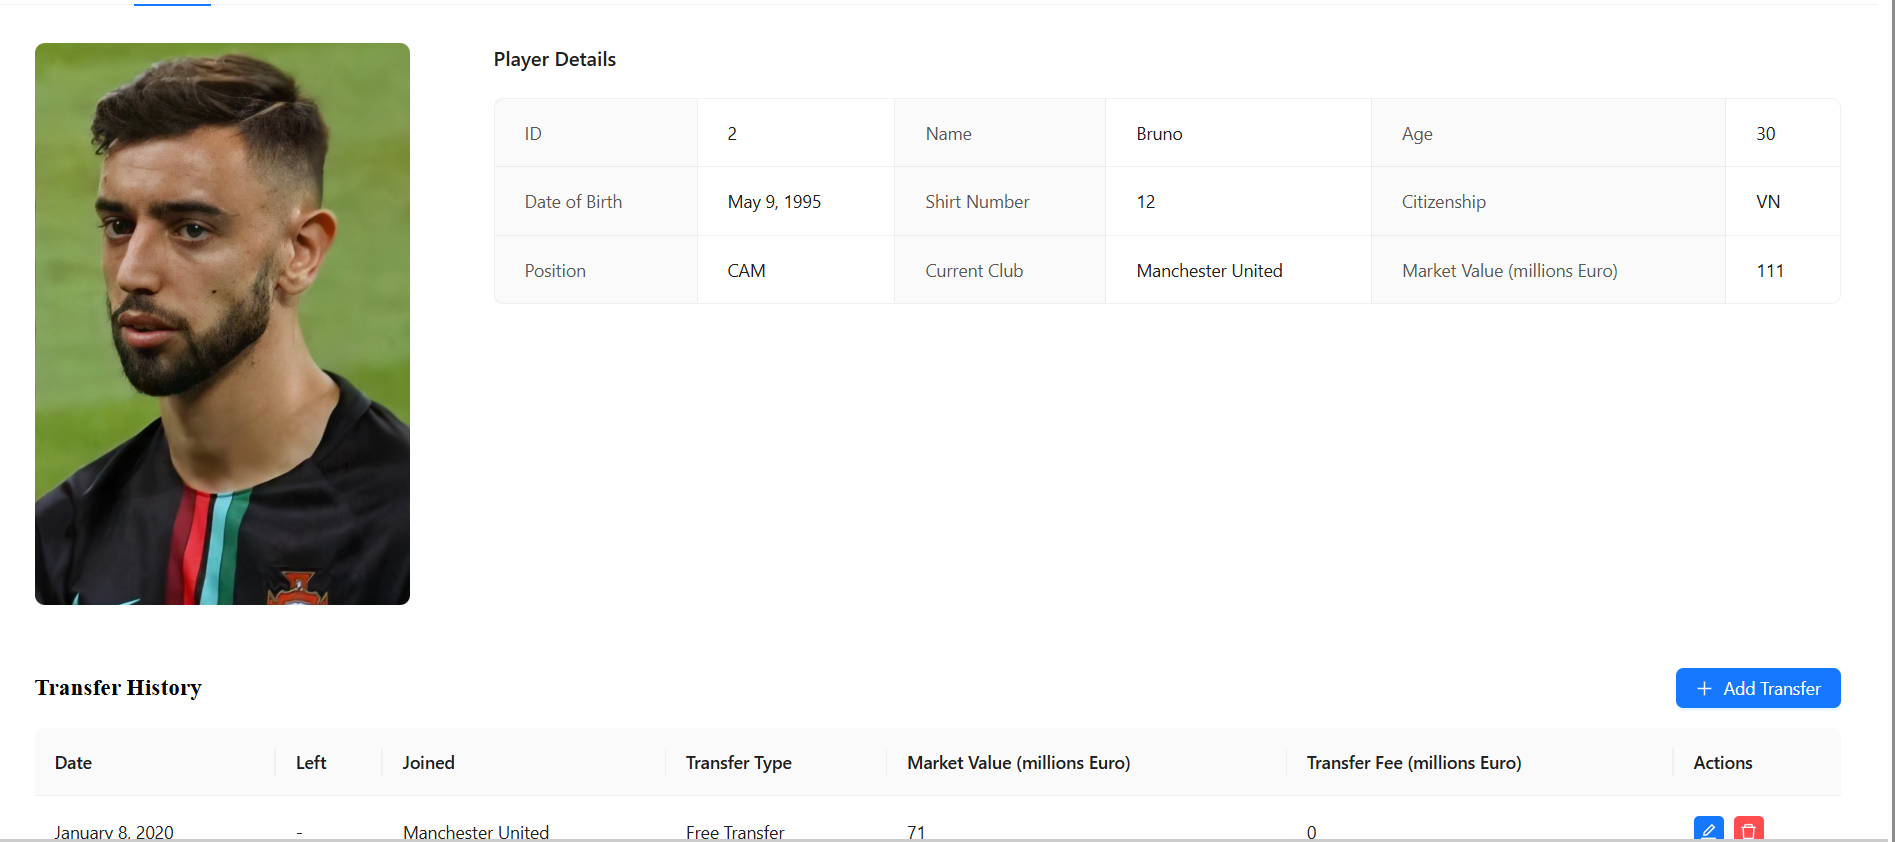 Player Details
ID 2 Name Bruno Age 30
Date of Birth May 9, 1995 Shirt Number 12 Citizenship VN
Position CAM Current Club Manchester United Market Value (millions Euro) 111
Transfer History
+ Add Transfer
Date Left Joined Transfer Type Market Value (millions Euro) Transfer Fee (millions Euro) Actions
January 8, 2020 - Manchester United Free Transfer 71 0